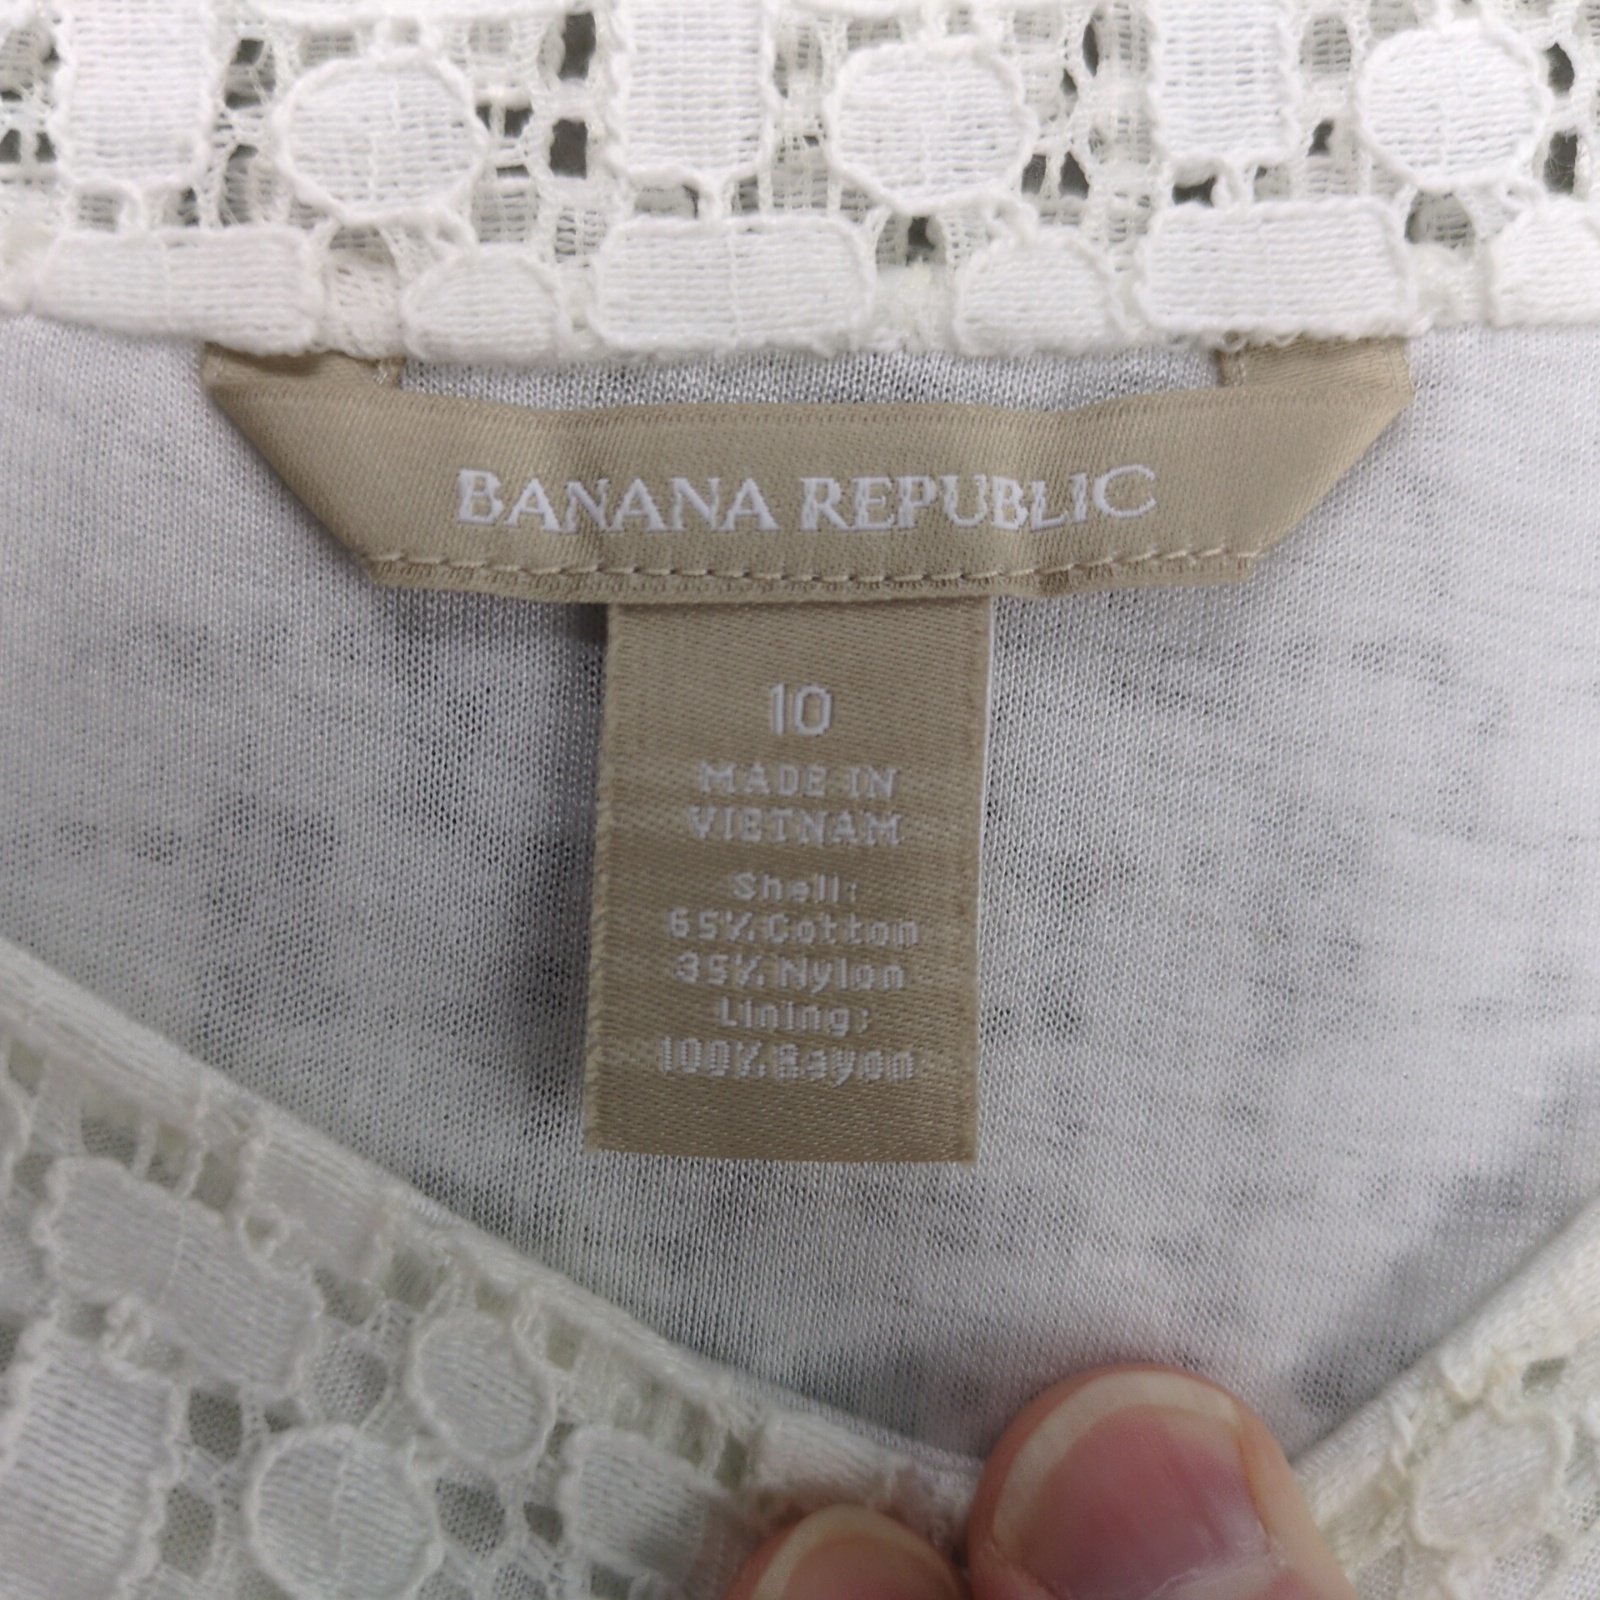 BANANA REPUBLIC
10
MADE IN
VIETNAM
Shell:
65% Cotton
35% Nylon
Lining:
100% Rayon